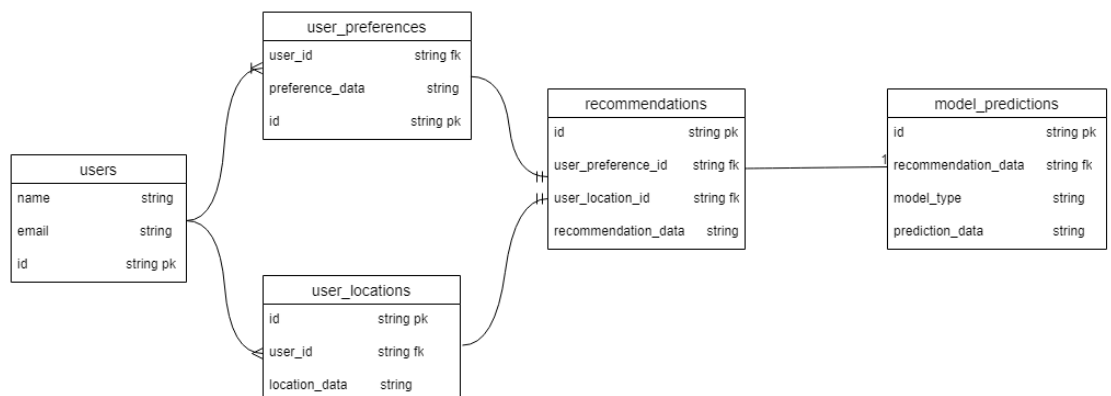 user_preferences
user_id string fk
preference_data string
id string pk
users
name string
email string
id string pk
user_locations
id string pk
user_id string fk
location_data string
recommendations
id string pk
user_preference_id string fk
user_location_id string fk
recommendation_data string
1
model_predictions
id string pk
recommendation_data string fk
model_type string
prediction_data string